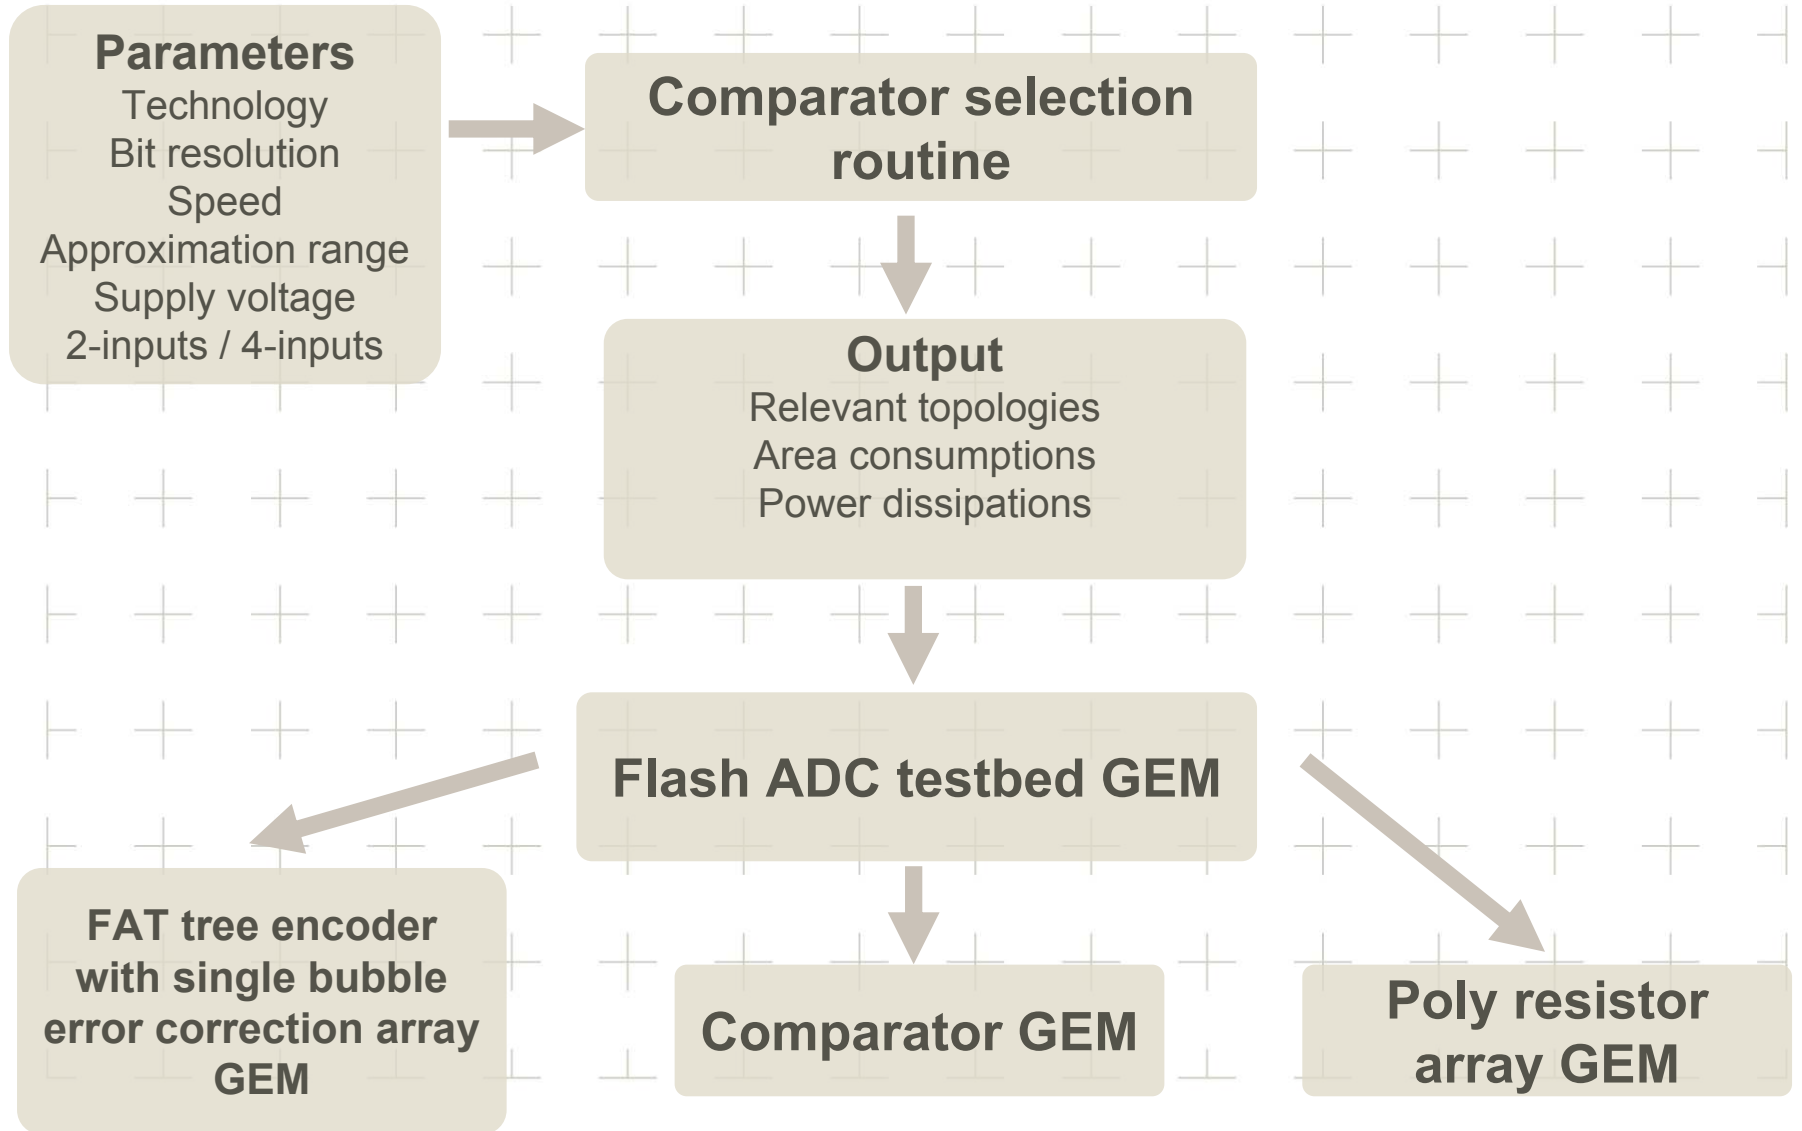 Parameters
Technology
Bit resolution
Speed
Approximation range
Supply voltage
2-inputs / 4-inputs
Comparator selection
routine
Output
Relevant topologies
Area consumptions
Power dissipations
Flash ADC testbed GEM
FAT tree encoder
with single bubble
error correction array
GEM
Comparator GEM
Poly resistor
array GEM